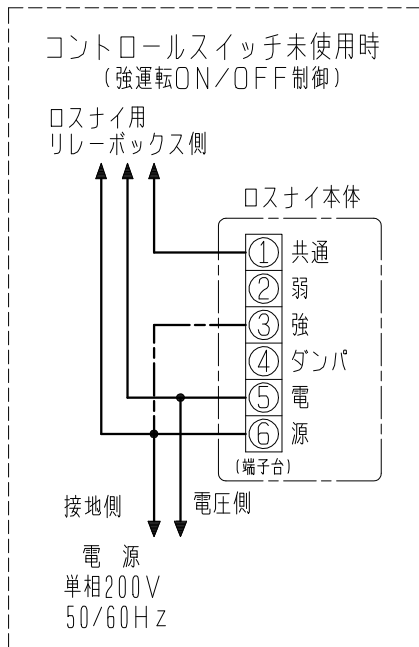 コントロールスイッチ未使用時
(強運転ON/OFF制御)
ロスナイ用
リレーボックス側
ロスナイ本体
① 共通
② 弱
③ 強
④ ダンパ
⑤ 電
⑥ 源
(端子台)
接地側
電圧側
電 源
単相200V
50/60Hz